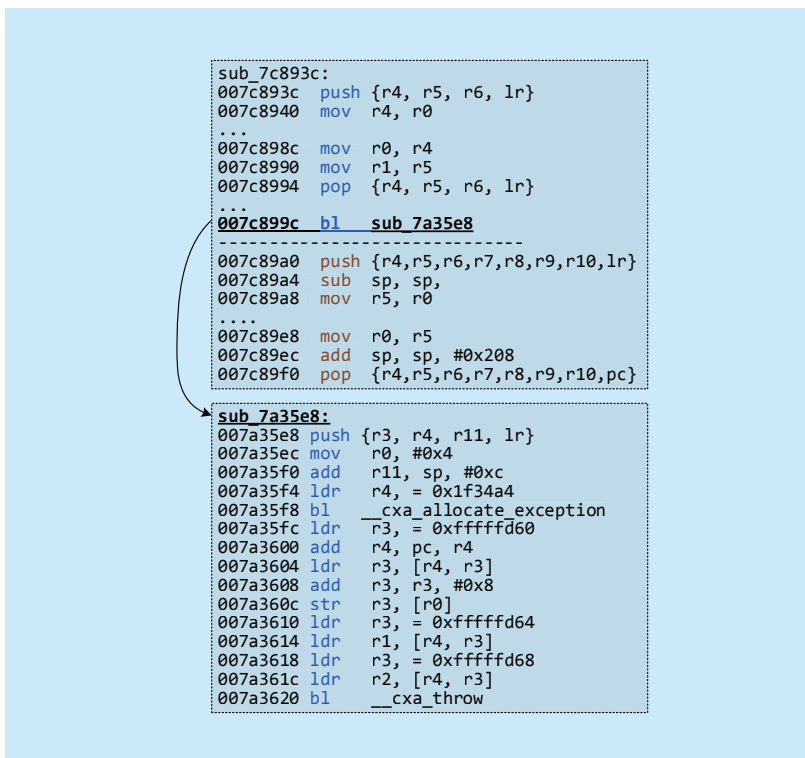 sub_7c893c:
007c893c push {r4, r5, r6, lr}
007c8940 mov r4, r0
...
007c898c mov r0, r4
007c8990 mov r1, r5
007c8994 pop {r4, r5, r6, lr}
...
007c899c bl sub_7a35e8
------------------------------
007c89a0 push {r4,r5,r6,r7,r8,r9,r10,lr}
007c89a4 sub sp, sp,
007c89a8 mov r5, r0
....
007c89e8 mov r0, r5
007c89ec add sp, sp, #0x208
007c89f0 pop {r4,r5,r6,r7,r8,r9,r10,pc}
sub_7a35e8:
007a35e8 push {r3, r4, r11, lr}
007a35ec mov r0, #0x4
007a35f0 add r11, sp, #0xc
007a35f4 ldr r4, = 0x1f34a4
007a35f8 bl __cxa_allocate_exception
007a35fc ldr r3, = 0xfffffd60
007a3600 add r4, pc, r4
007a3604 ldr r3, [r4, r3]
007a3608 add r3, r3, #0x8
007a360c str r3, [r0]
007a3610 ldr r3, = 0xfffffd64
007a3614 ldr r1, [r4, r3]
007a3618 ldr r3, = 0xfffffd68
007a361c ldr r2, [r4, r3]
007a3620 bl __cxa_throw